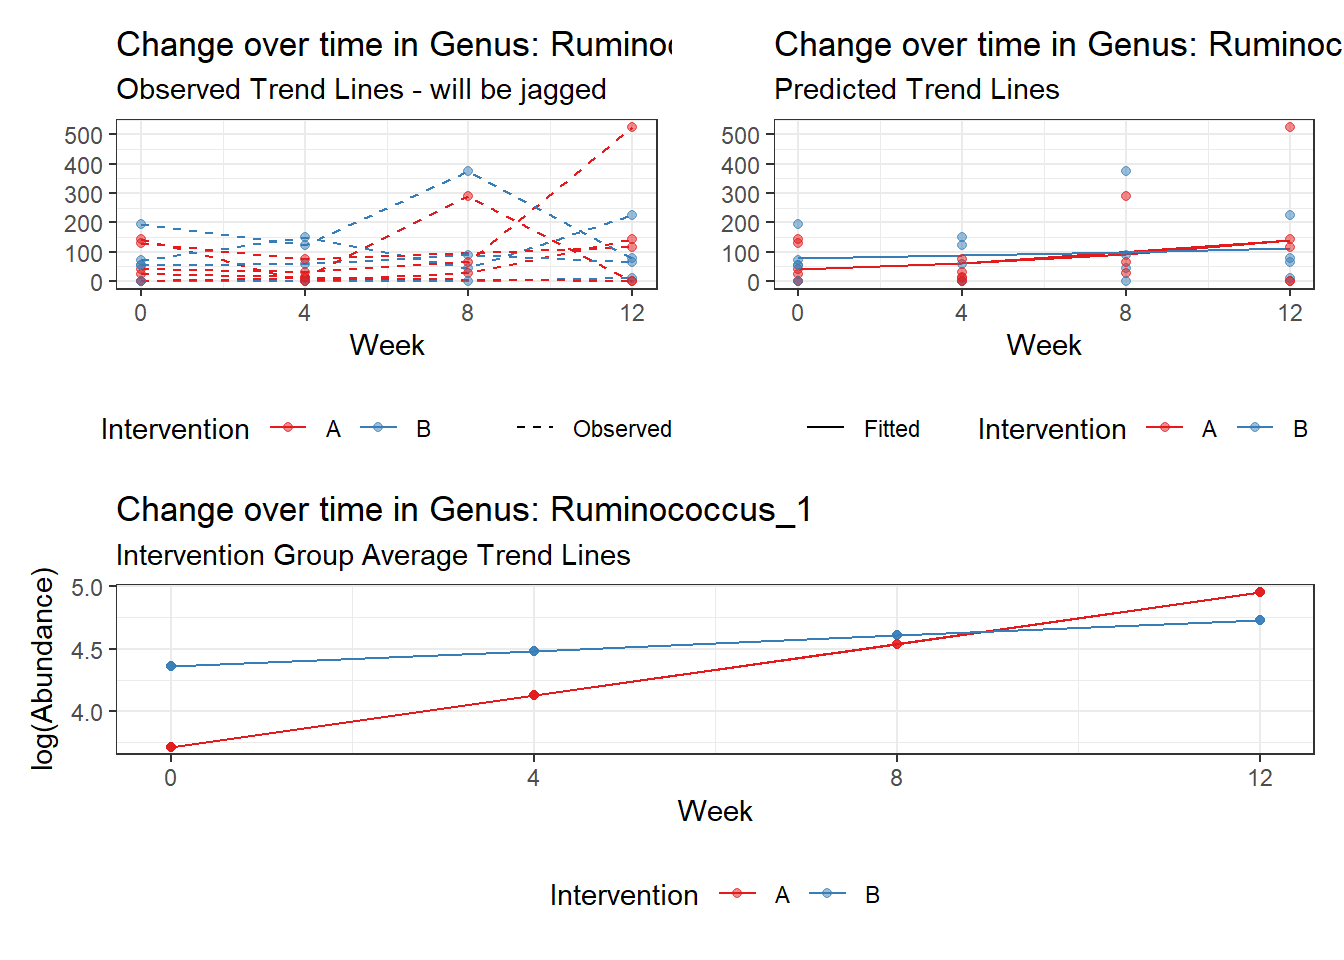 Change over time in Genus: Ruminoc
Observed Trend Lines - will be jagged
500
400
300
200
100
0
0 4 8 12
Week
Intervention A B Observed
Change over time in Genus: Ruminoc
Predicted Trend Lines
500
400
300
200
100
0
0 4 8 12
Week
Fitted Intervention A B
Change over time in Genus: Ruminococcus_1
Intervention Group Average Trend Lines
log(Abundance)
5.0
4.5
4.0
0 4 8 12
Week
Intervention A B